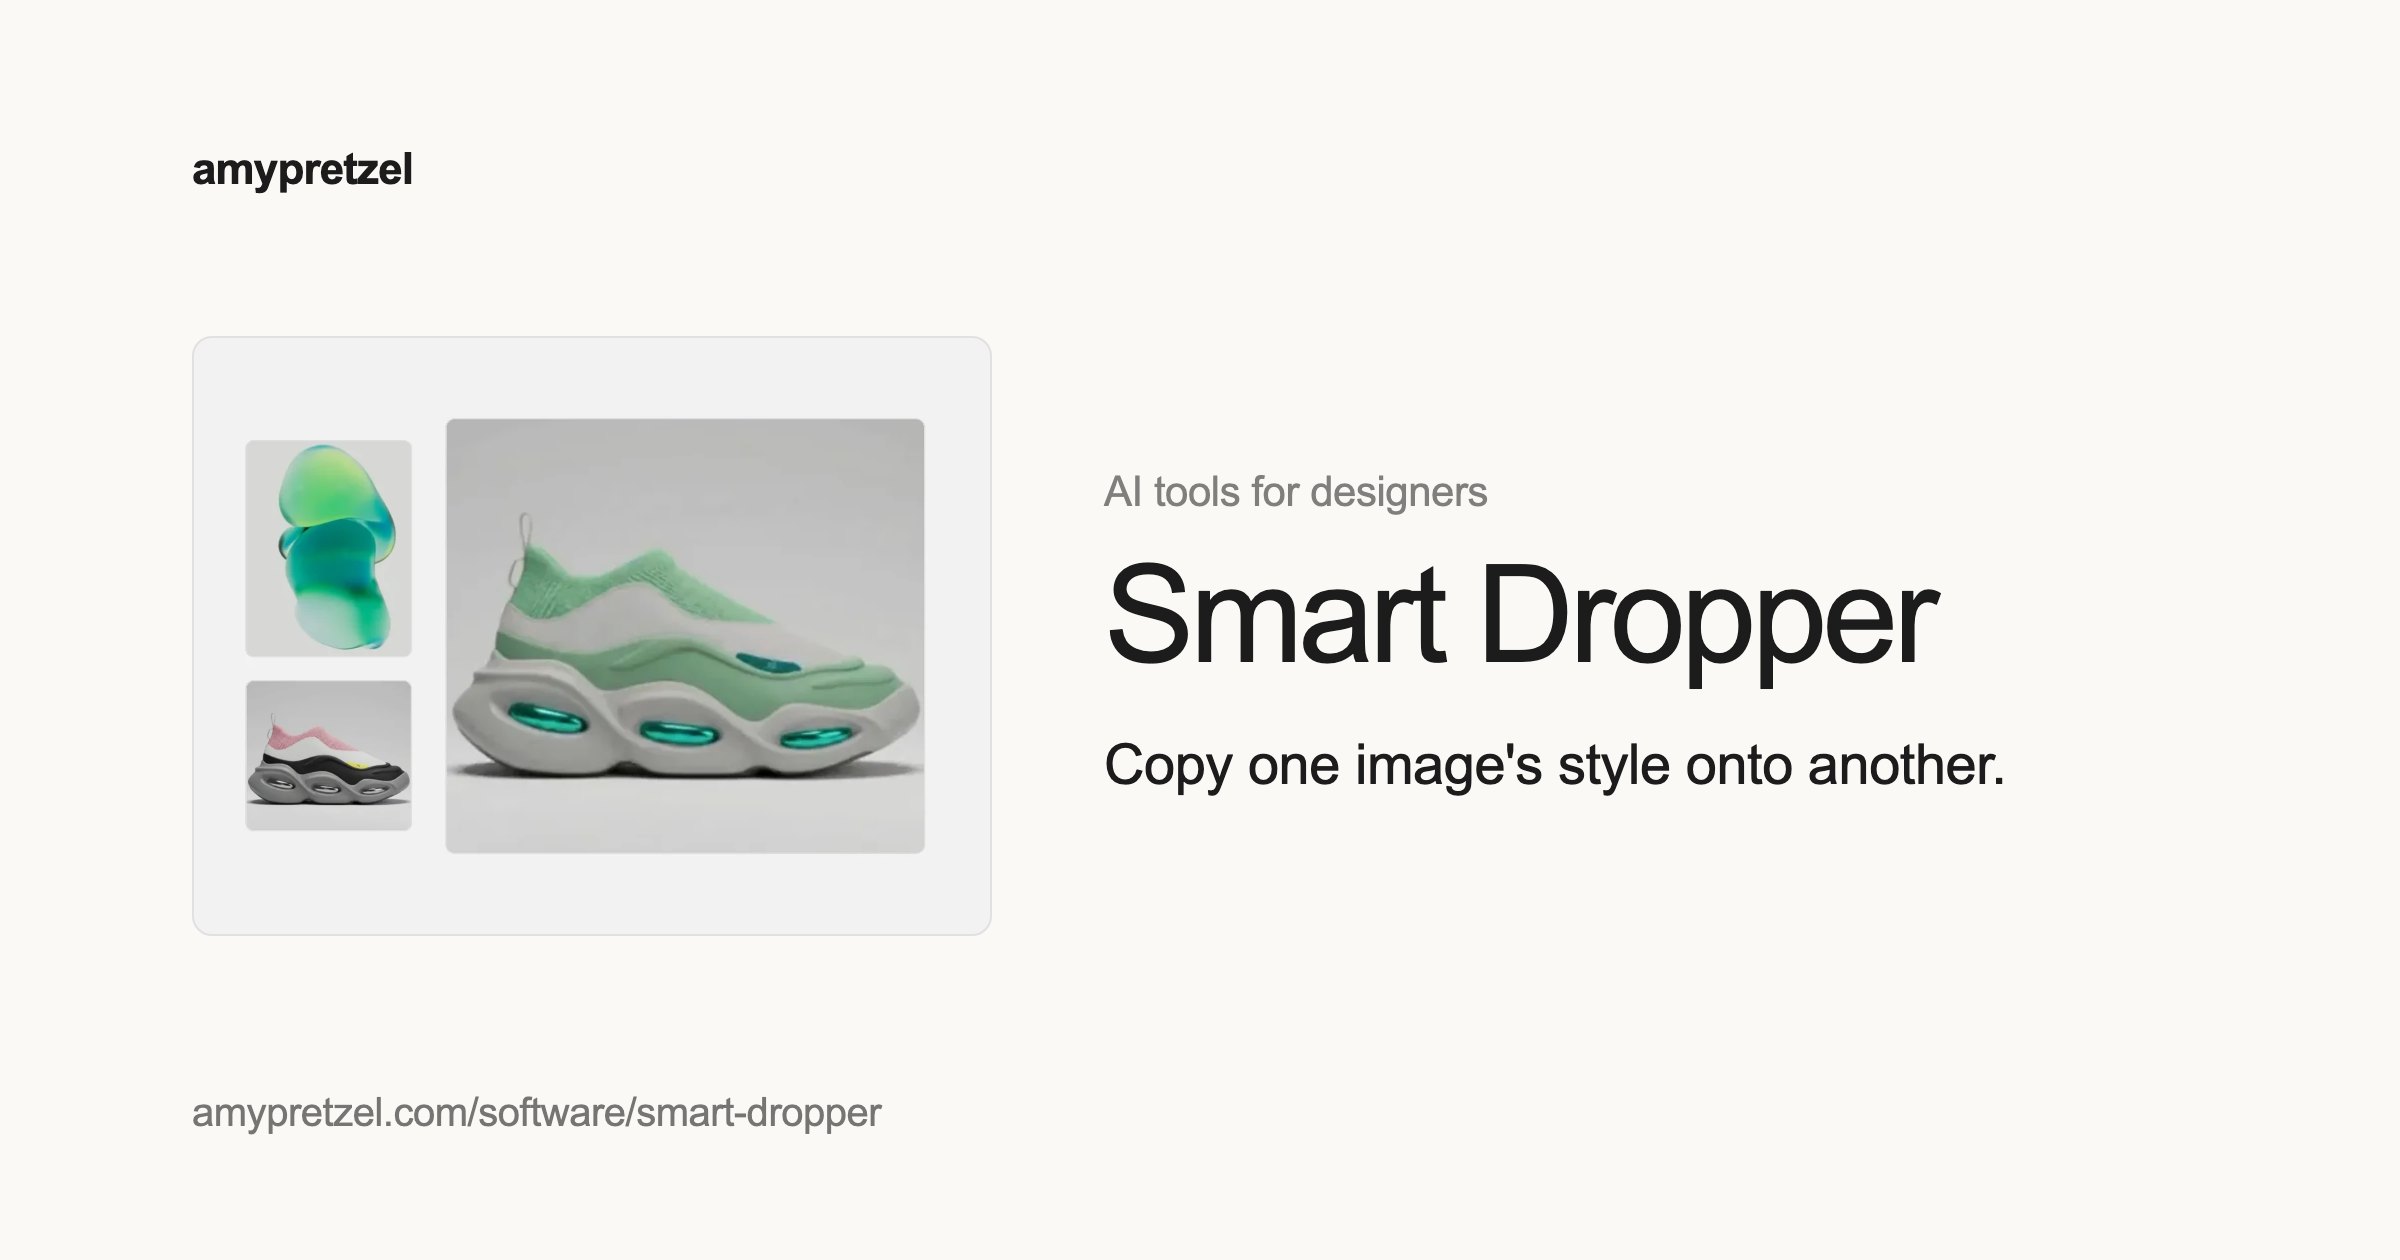 amypretzel
AI tools for designers
Smart Dropper
Copy one image's style onto another.
amypretzel.com/software/smart-dropper